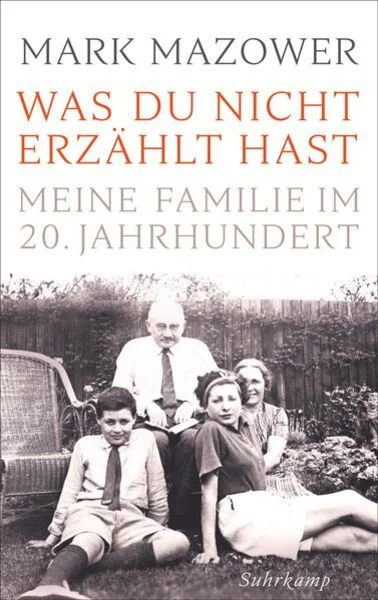 MARK MAZOWER
WAS DU NICHT
ERZÄHLT HAST
MEINE FAMILIE IM
20. JAHRHUNDERT
Suhrkamp